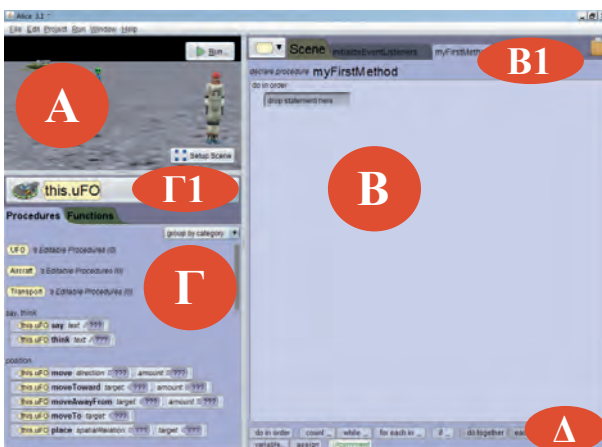 Alice 3.1
File Edit Project Run Window Help
Run...
Α
Setup Scene
Γ1
this.uFO
Procedures Functions
group by category
Γ
UFO 's Editable Procedures (0)
Aircraft 's Editable Procedures (0)
Transport 's Editable Procedures (0)
say, think
this.uFO say text ???
this.uFO think text ???
position
this.uFO move direction ??? , amount ???
this.uFO moveToward target ??? , amount ???
this.uFO moveAwayFrom target ??? , amount ???
this.uFO moveTo target ???
this.uFO place spatialRelation ??? , target ???
Scene initializeEventListeners myFirstMeth
Β1
declare procedure myFirstMethod
do in order
drop statement here
Β
do in order count _ while _ for each in _ if _ do together
variable... assign //comment
Δ